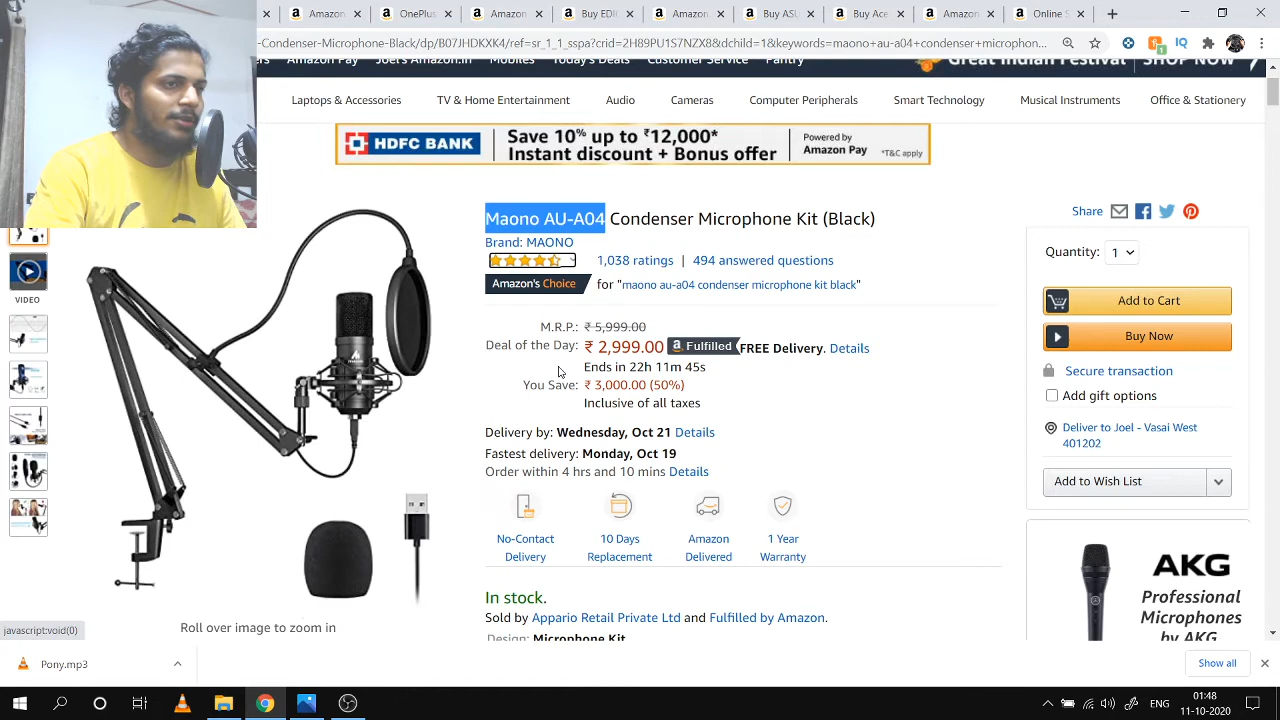 Amazon
OnePlus
Amazon
Buy EDI
Amazon
Buy ASU
Buy Ace
Amazon
Online S
-Condenser-Microphone-Black/dp/B07JHDKXK4/ref=sr_1_1_sspa?crid=2H89PU1S7NZX8&dchild=1&keywords=maono+au-a04+condenser+microphon...
Amazon Pay
Joel's Amazon.in
Mobiles
Today's Deals
Customer Service
Pantry
Great Indian Festival
SHOP NOW
Laptops & Accessories
TV & Home Entertainment
Audio
Cameras
Computer Peripherals
Smart Technology
Musical Instruments
Office & Stationery
HDFC BANK
Save 10% up to ₹12,000*
Instant discount + Bonus offer
Powered by
Amazon Pay
*T&C apply
Maono AU-A04 Condenser Microphone Kit (Black)
Brand: MAONO
1,038 ratings | 494 answered questions
Amazon's Choice for "maono au-a04 condenser microphone kit black"
M.R.P.: ₹ 5,999.00
Deal of the Day: ₹ 2,999.00 a Fulfilled FREE Delivery. Details
Ends in 22h 11m 45s
You Save: ₹ 3,000.00 (50%)
Inclusive of all taxes
Delivery by: Wednesday, Oct 21 Details
Fastest delivery: Monday, Oct 19
Order within 4 hrs and 10 mins Details
No-Contact
Delivery
10 Days
Replacement
Amazon
Delivered
1 Year
Warranty
In stock.
Sold by Appario Retail Private Ltd and Fulfilled by Amazon.
Design: Microphone Kit
VIDEO
Roll over image to zoom in
Share
Quantity: 1
Add to Cart
Buy Now
Secure transaction
Add gift options
Deliver to Joel - Vasai West
401202
Add to Wish List
AKG
Professional
Microphones
by AKG
javascript:void(0)
Pony.mp3
Show all
ENG
01:48
11-10-2020